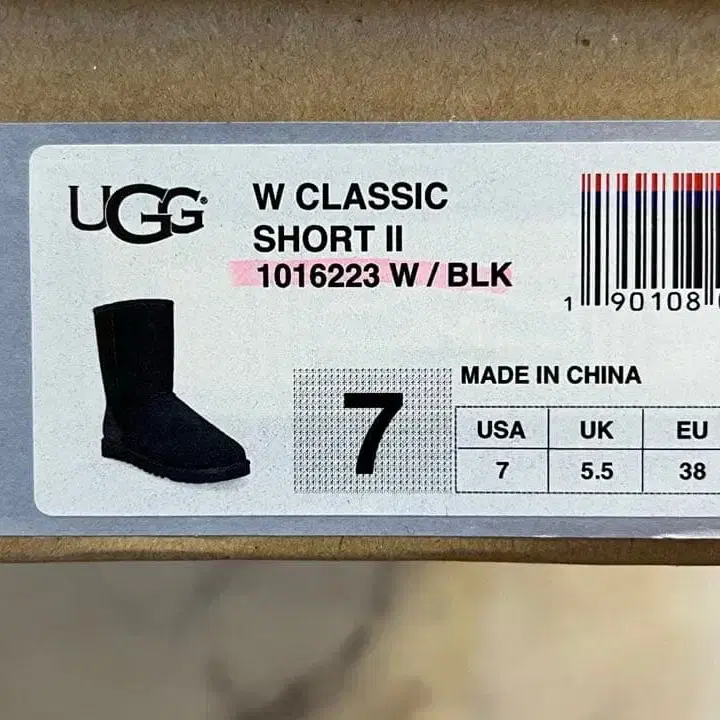 UGG®
W CLASSIC
SHORT II
1016223 W / BLK
1 90108
7
MADE IN CHINA
USA UK EU
7 5.5 38